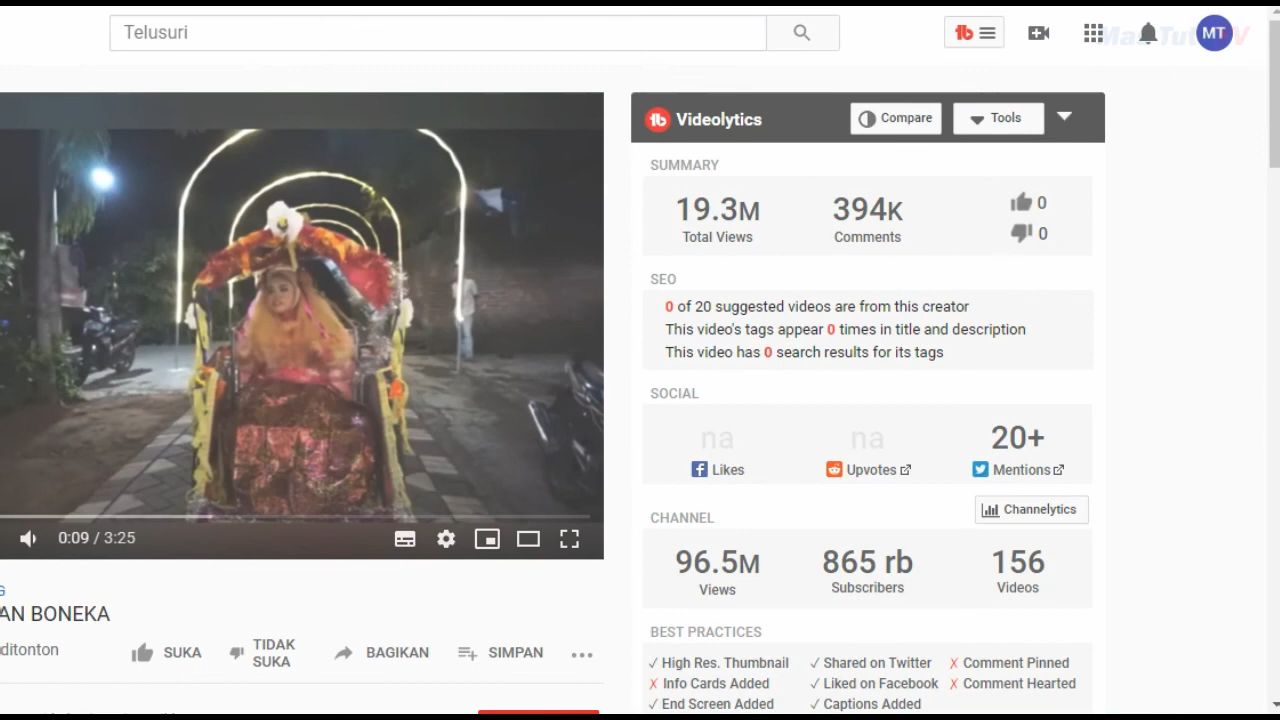 Telusuri
MT
Videolytics
Compare
Tools
SUMMARY
19.3M
394K
0
Total Views
Comments
0
SEO
0 of 20 suggested videos are from this creator
This video's tags appear 0 times in title and description
This video has 0 search results for its tags
SOCIAL
na
na
20+
Likes
Upvotes
Mentions
0:09 / 3:25
CHANNEL
Channelytics
96.5M
865 rb
156
Views
Subscribers
Videos
AN BONEKA
ditonton
SUKA
TIDAK
SUKA
BAGIKAN
SIMPAN
BEST PRACTICES
✓ High Res. Thumbnail
✓ Shared on Twitter
✗ Comment Pinned
✗ Info Cards Added
✓ Liked on Facebook
✗ Comment Hearted
✓ End Screen Added
✓ Captions Added